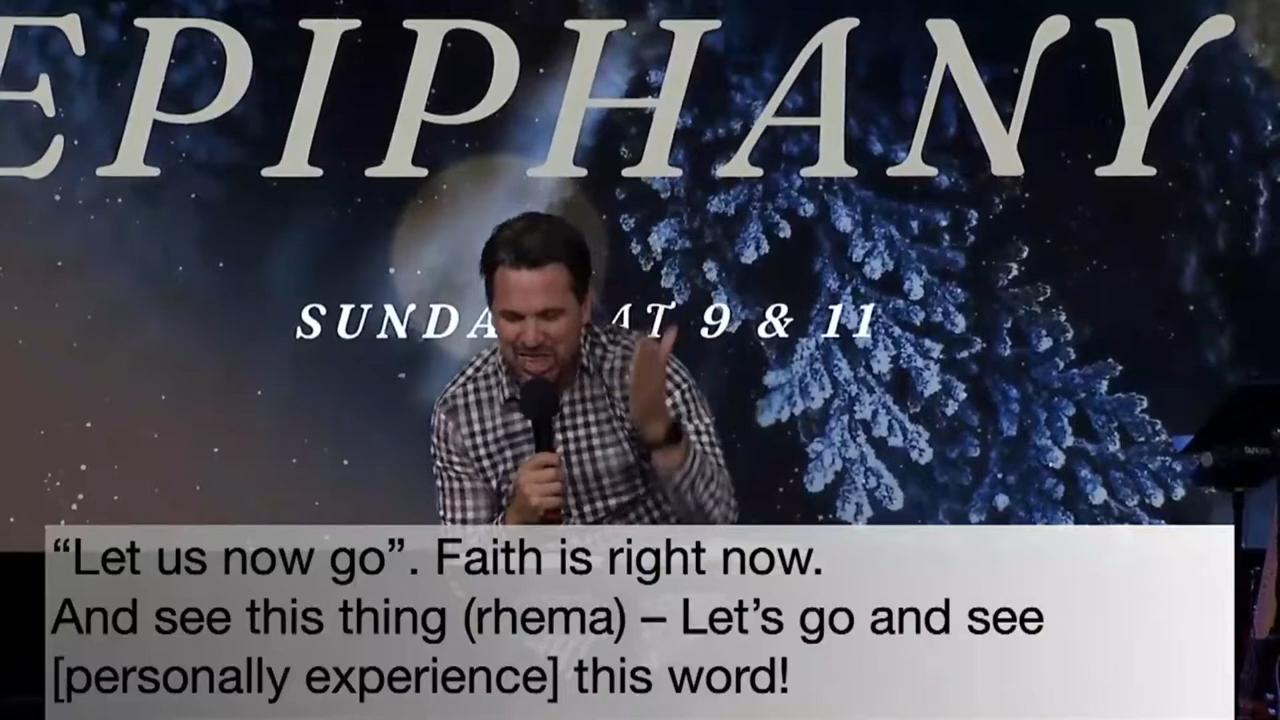 EPIPHANY
SUNDA AT 9 & 11
“Let us now go”. Faith is right now.
And see this thing (rhema) – Let’s go and see
[personally experience] this word!